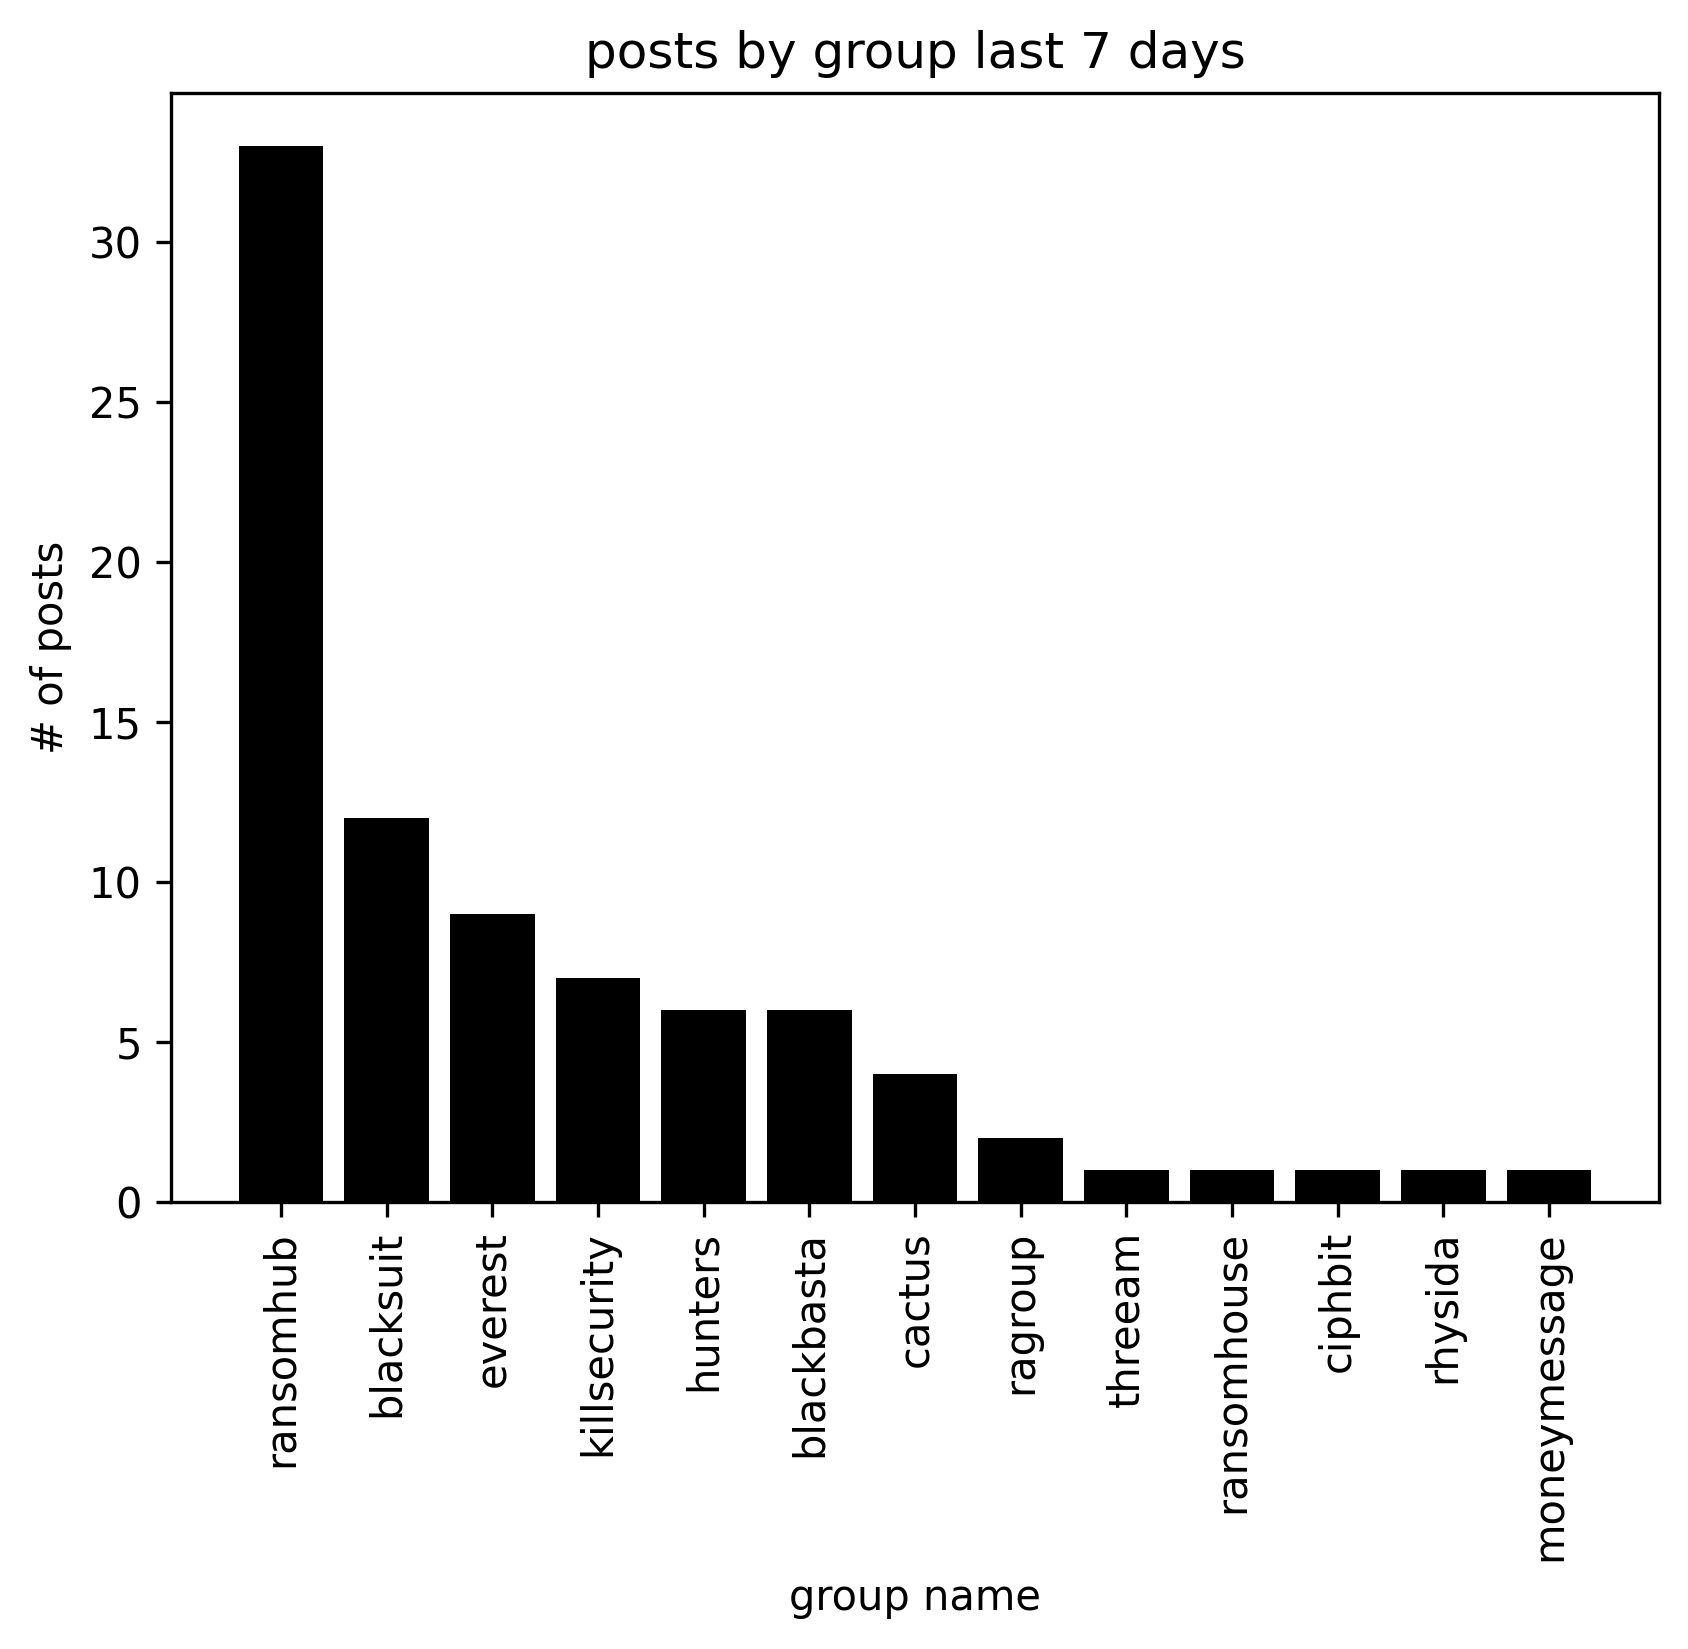 posts by group last 7 days
# of posts
30
25
20
15
10
5
0
ransomhub
blacksuit
everest
killsecurity
hunters
blackbasta
cactus
ragroup
threeam
ransomhouse
ciphbit
rhysida
moneymessage
group name